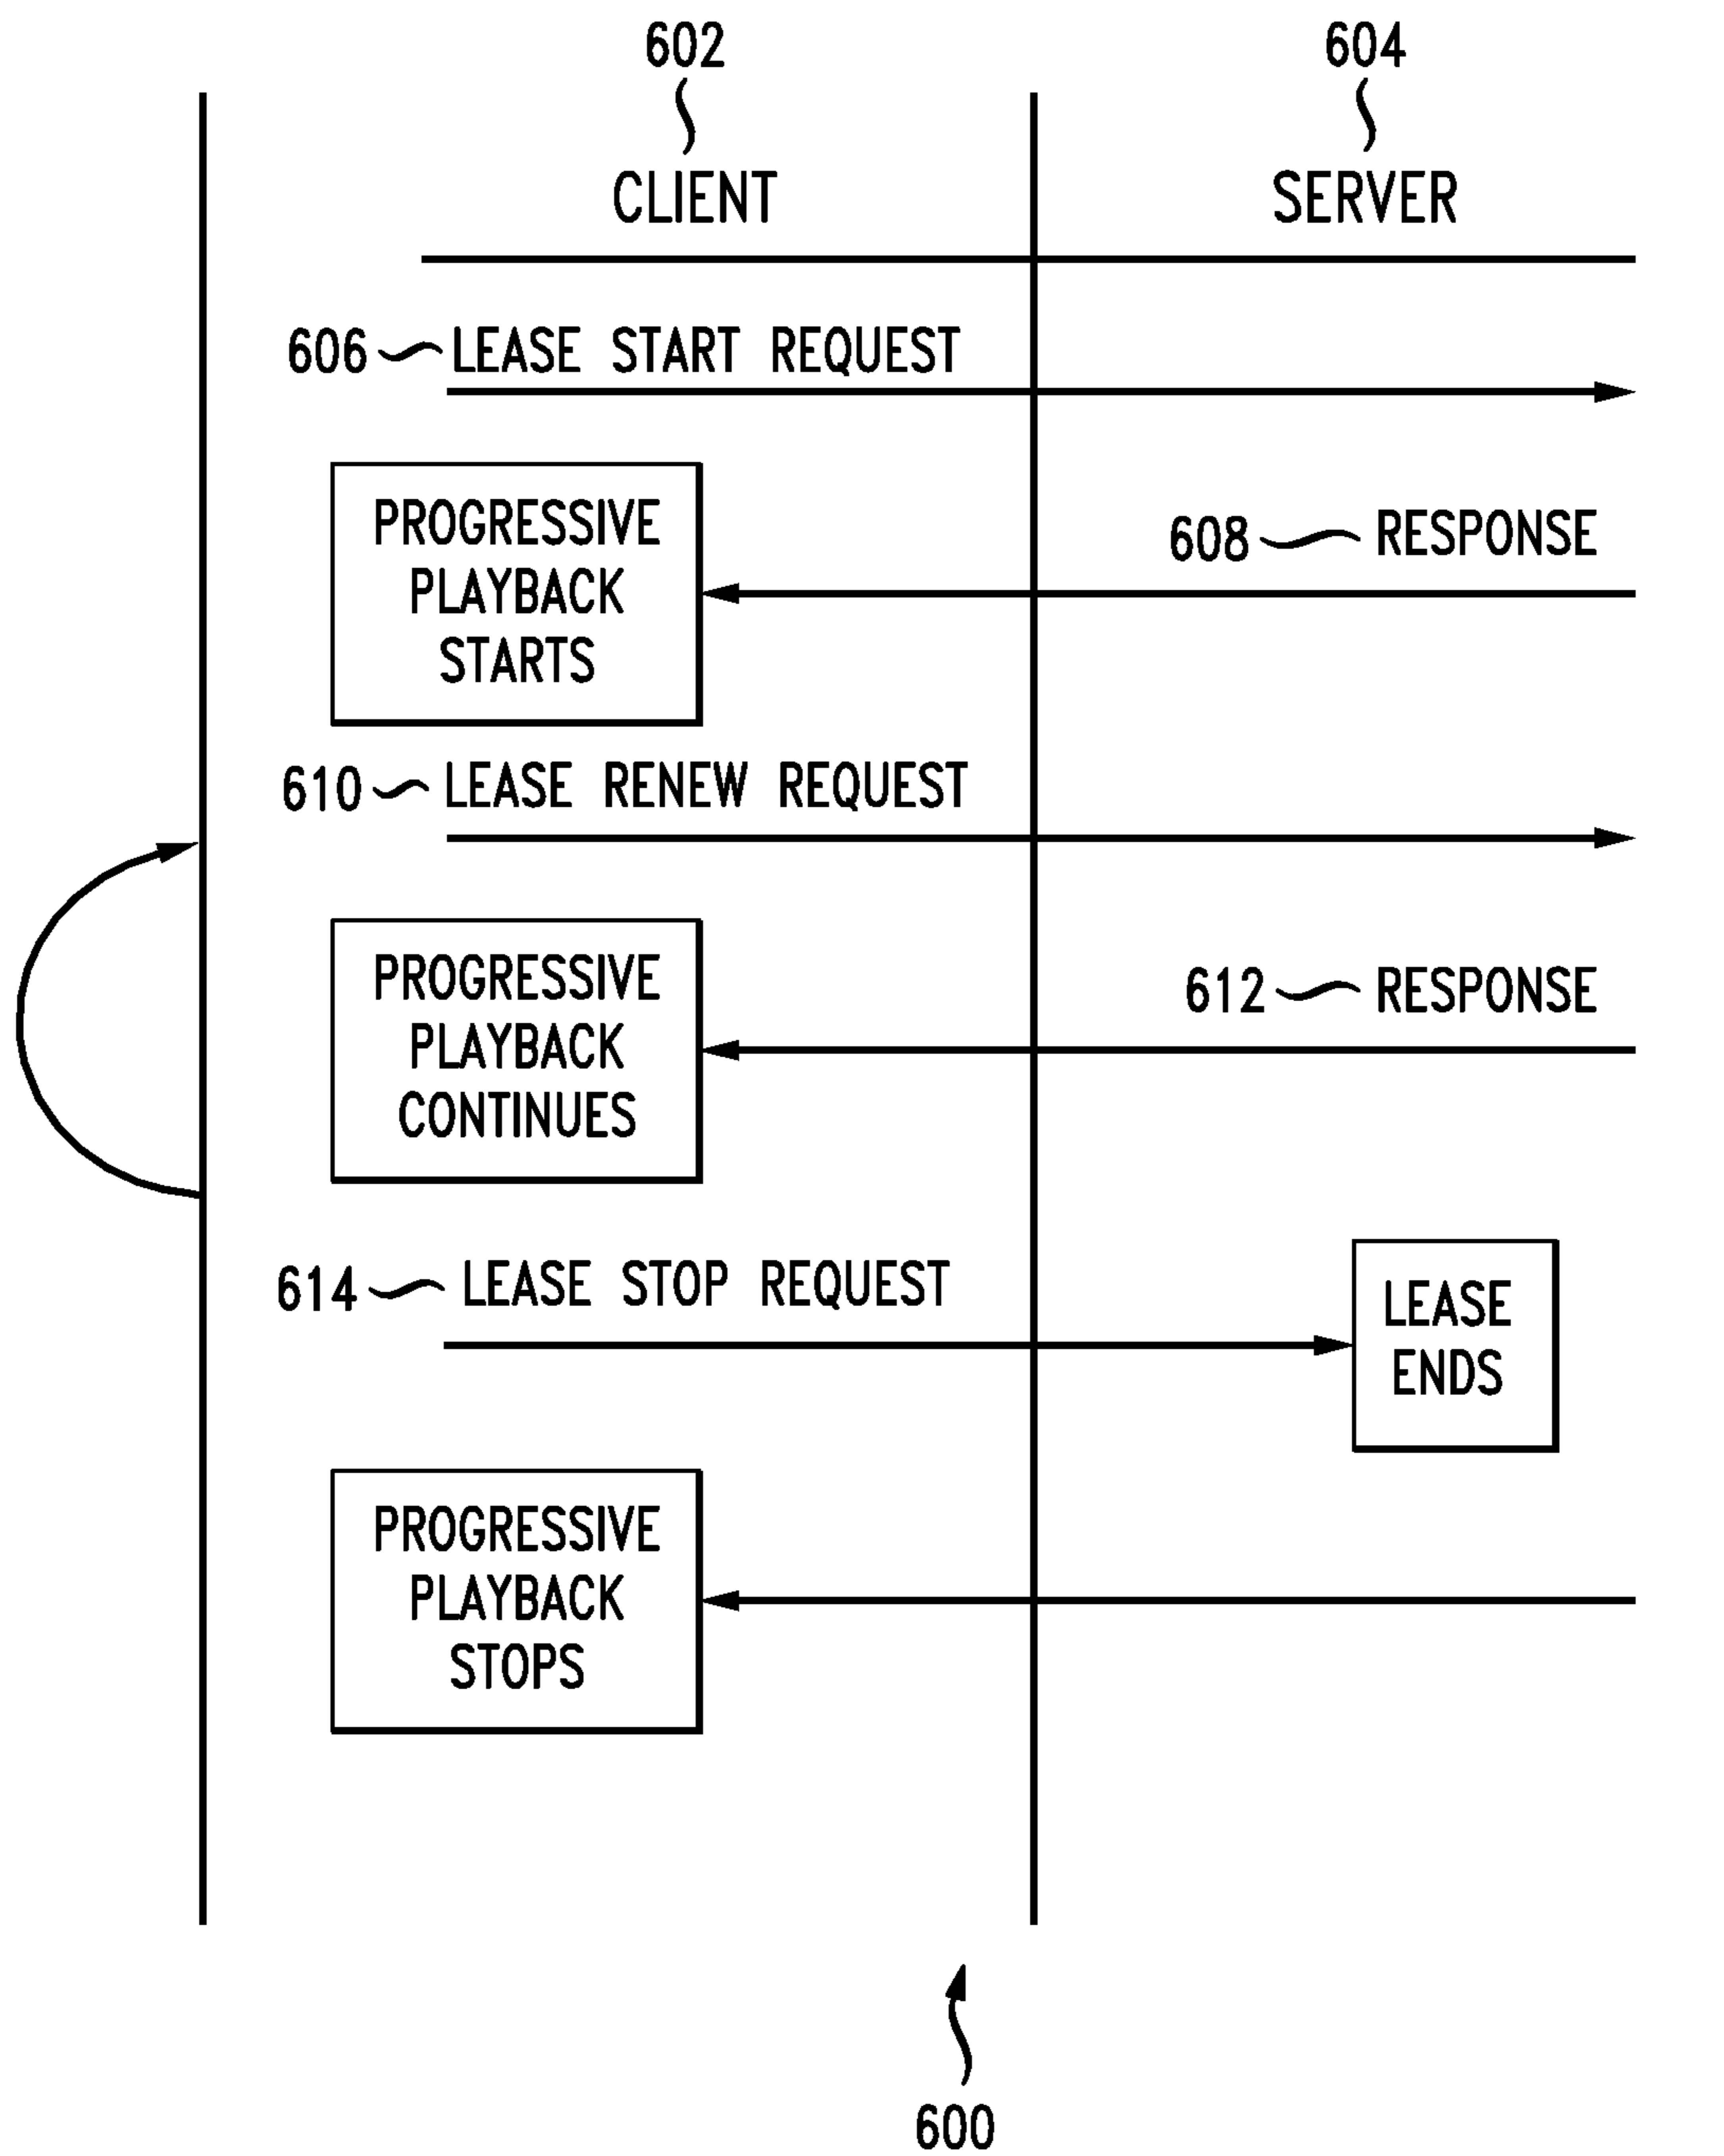 602
604
CLIENT
SERVER
606 LEASE START REQUEST
PROGRESSIVE
PLAYBACK
STARTS
608 RESPONSE
610 LEASE RENEW REQUEST
PROGRESSIVE
PLAYBACK
CONTINUES
612 RESPONSE
614 LEASE STOP REQUEST
LEASE
ENDS
PROGRESSIVE
PLAYBACK
STOPS
600